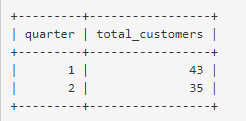 +---------+-----------------+
| quarter | total_customers |
+---------+-----------------+
|       1 |              43 |
|       2 |              35 |
+---------+-----------------+